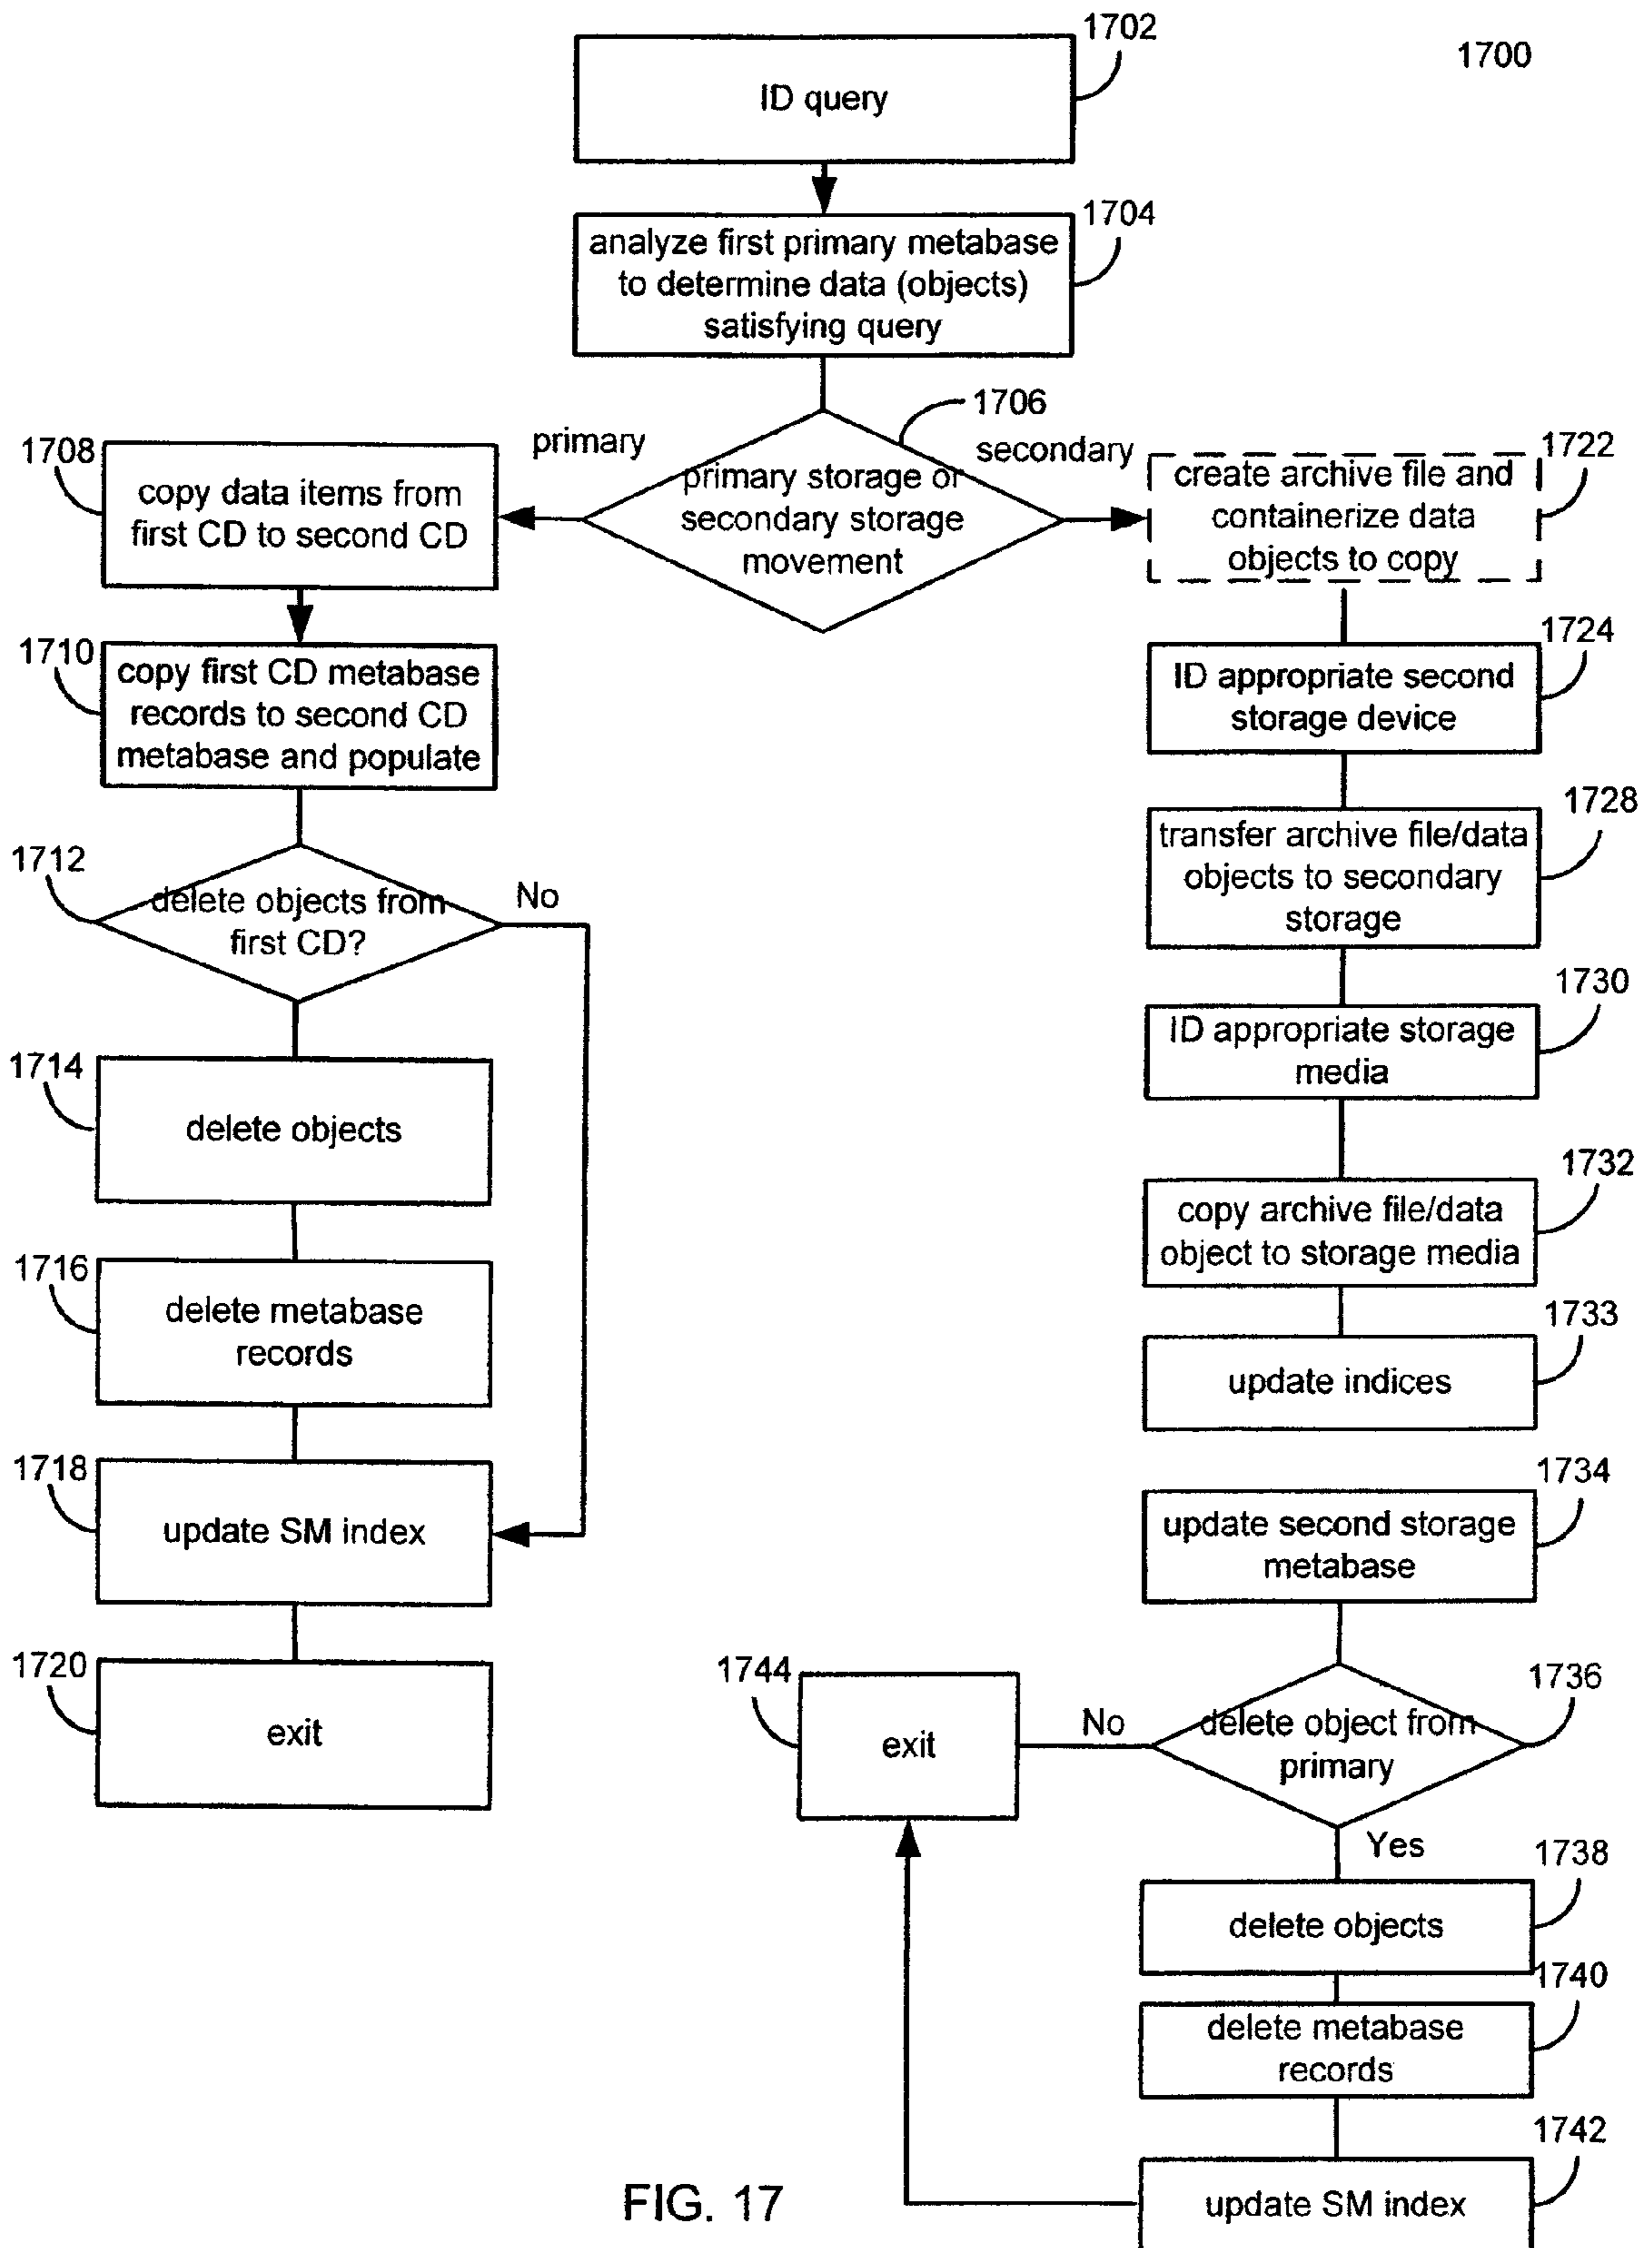 1700
1702
ID query
1704
analyze first primary metabase
to determine data (objects)
satisfying query
1706
primary
secondary
primary storage or
secondary storage
movement
1708
copy data items from
first CD to second CD
1710
copy first CD metabase
records to second CD
metabase and populate
1712
delete objects from
first CD?
No
1714
delete objects
1716
delete metabase
records
1718
update SM index
1720
exit
1722
create archive file and
containerize data
objects to copy
1724
ID appropriate second
storage device
1728
transfer archive file/data
objects to secondary
storage
1730
ID appropriate storage
media
1732
copy archive file/data
object to storage media
1733
update indices
1734
update second storage
metabase
1736
delete object from
primary
No
1744
exit
Yes
1738
delete objects
1740
delete metabase
records
1742
update SM index
FIG. 17